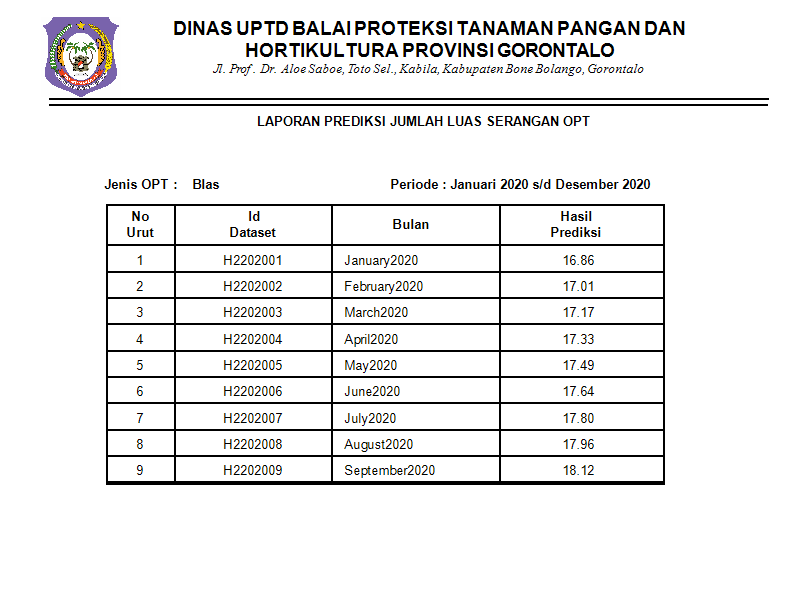 DINAS UPTD BALAI PROTEKSI TANAMAN PANGAN DAN
HORTIKULTURA PROVINSI GORONTALO
Jl. Prof. Dr. Aloe Saboe, Toto Sel., Kabila, Kabupaten Bone Bolango, Gorontalo
LAPORAN PREDIKSI JUMLAH LUAS SERANGAN OPT
Jenis OPT : Blas Periode : Januari 2020 s/d Desember 2020
No Urut Id Dataset Bulan Hasil Prediksi
1 H2202001 January2020 16.86
2 H2202002 February2020 17.01
3 H2202003 March2020 17.17
4 H2202004 April2020 17.33
5 H2202005 May2020 17.49
6 H2202006 June2020 17.64
7 H2202007 July2020 17.80
8 H2202008 August2020 17.96
9 H2202009 September2020 18.12